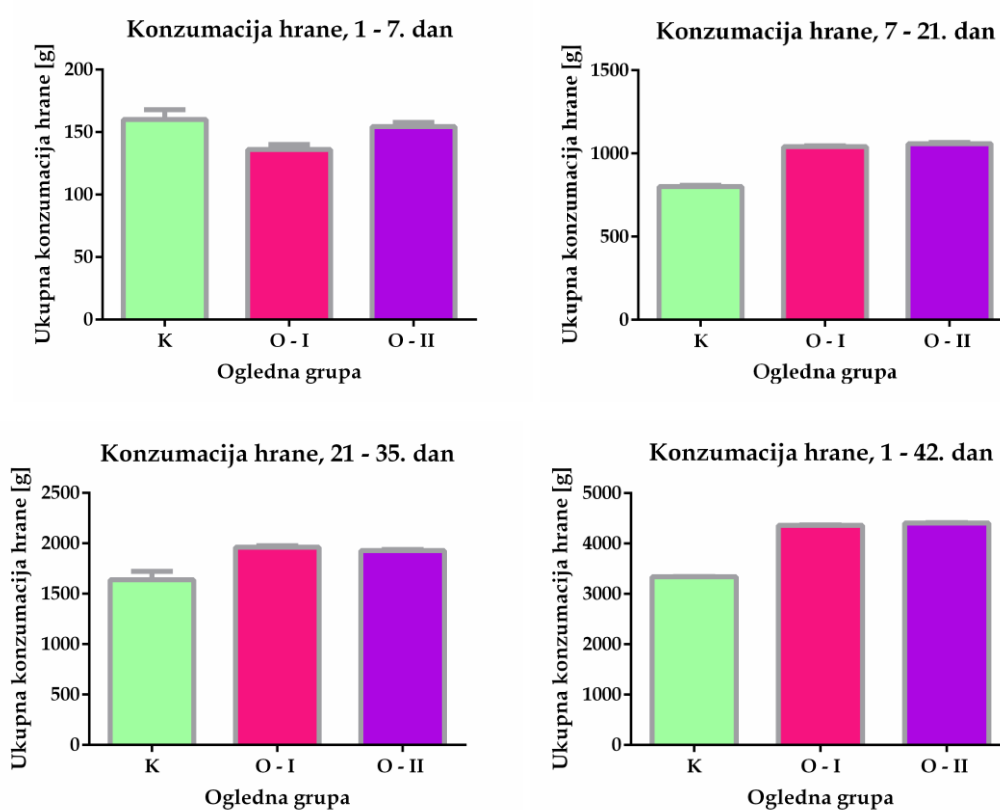 Konzumacija hrane, 1 - 7. dan
Ukupna konzumacija hrane [g]
200
150
100
50
0
K O - I O - II
Ogledna grupa
Konzumacija hrane, 7 - 21. dan
Ukupna konzumacija hrane [g]
1500
1000
500
0
K O - I O - II
Ogledna grupa
Konzumacija hrane, 21 - 35. dan
Ukupna konzumacija hrane [g]
2500
2000
1500
1000
500
0
K O - I O - II
Ogledna grupa
Konzumacija hrane, 1 - 42. dan
Ukupna konzumacija hrane [g]
5000
4000
3000
2000
1000
0
K O - I O - II
Ogledna grupa